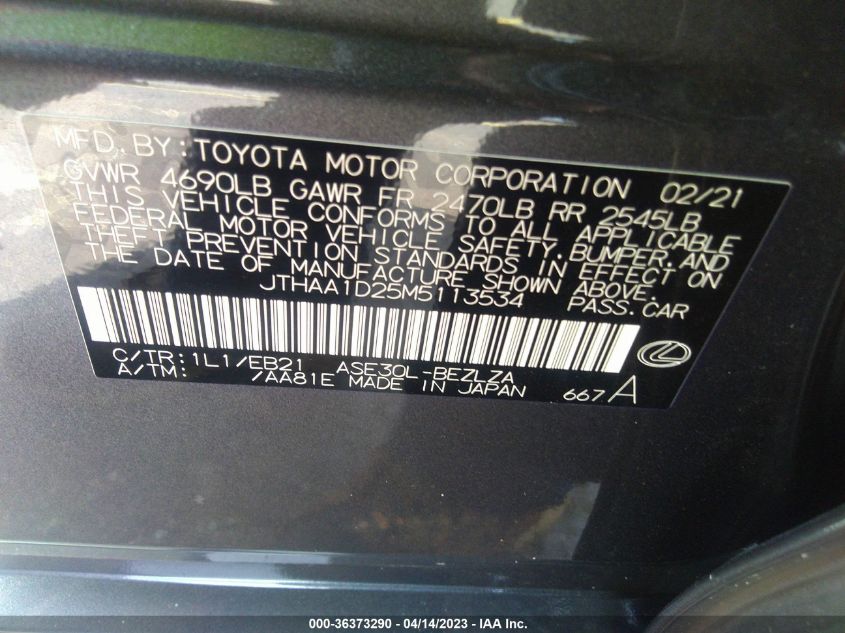 MFD. BY: TOYOTA MOTOR CORPORATION 02/21
GVWR 4690LB GAWR FR 2470LB RR 2545LB
THIS VEHICLE CONFORMS TO ALL APPLICABLE
FEDERAL MOTOR VEHICLE SAFETY, BUMPER, AND
THEFT PREVENTION STANDARDS IN EFFECT ON
THE DATE OF MANUFACTURE SHOWN ABOVE.
JTHAA1D25M5113534 PASS. CAR
C/TR: 1L1/EB21 ASE30L-BEZLZA
A/TM: /AA81E MADE IN JAPAN 667 A
000-36373290 - 04/14/2023 - IAA Inc.